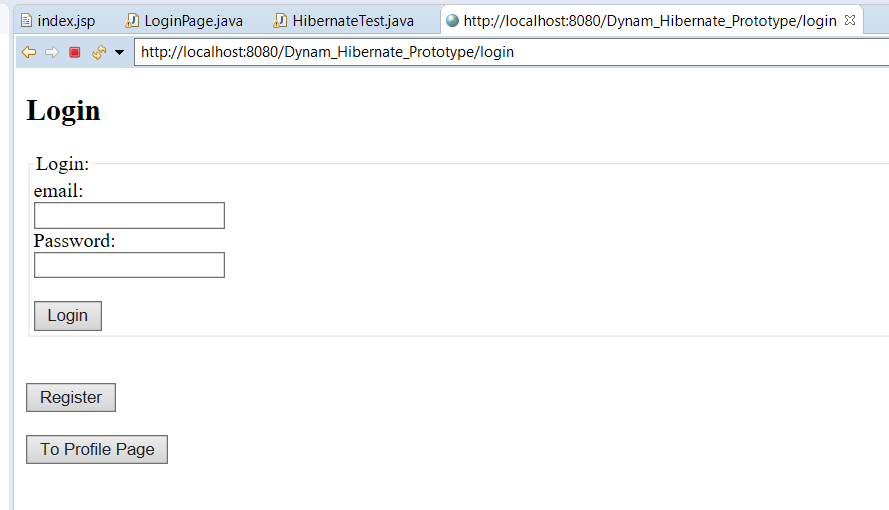 index.jsp LoginPage.java HibernateTest.java http://localhost:8080/Dynam_Hibernate_Prototype/login
http://localhost:8080/Dynam_Hibernate_Prototype/login
Login
Login:
email:
Password:
Login
Register
To Profile Page